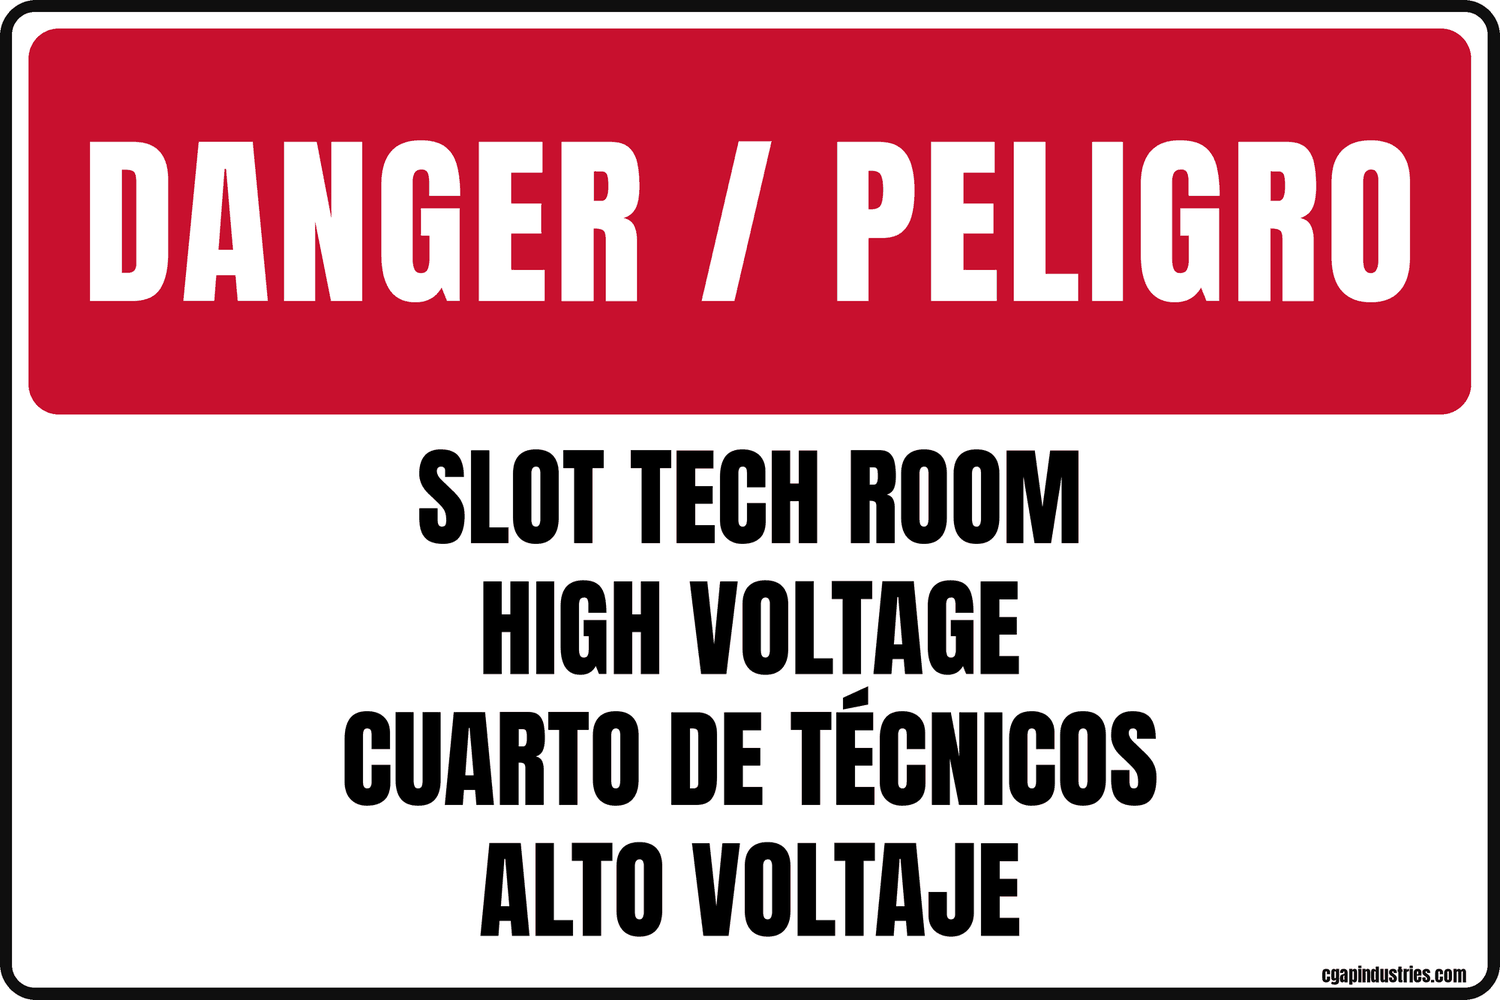 DANGER / PELIGRO
SLOT TECH ROOM
HIGH VOLTAGE
CUARTO DE TÉCNICOS
ALTO VOLTAJE
cgapindustries.com